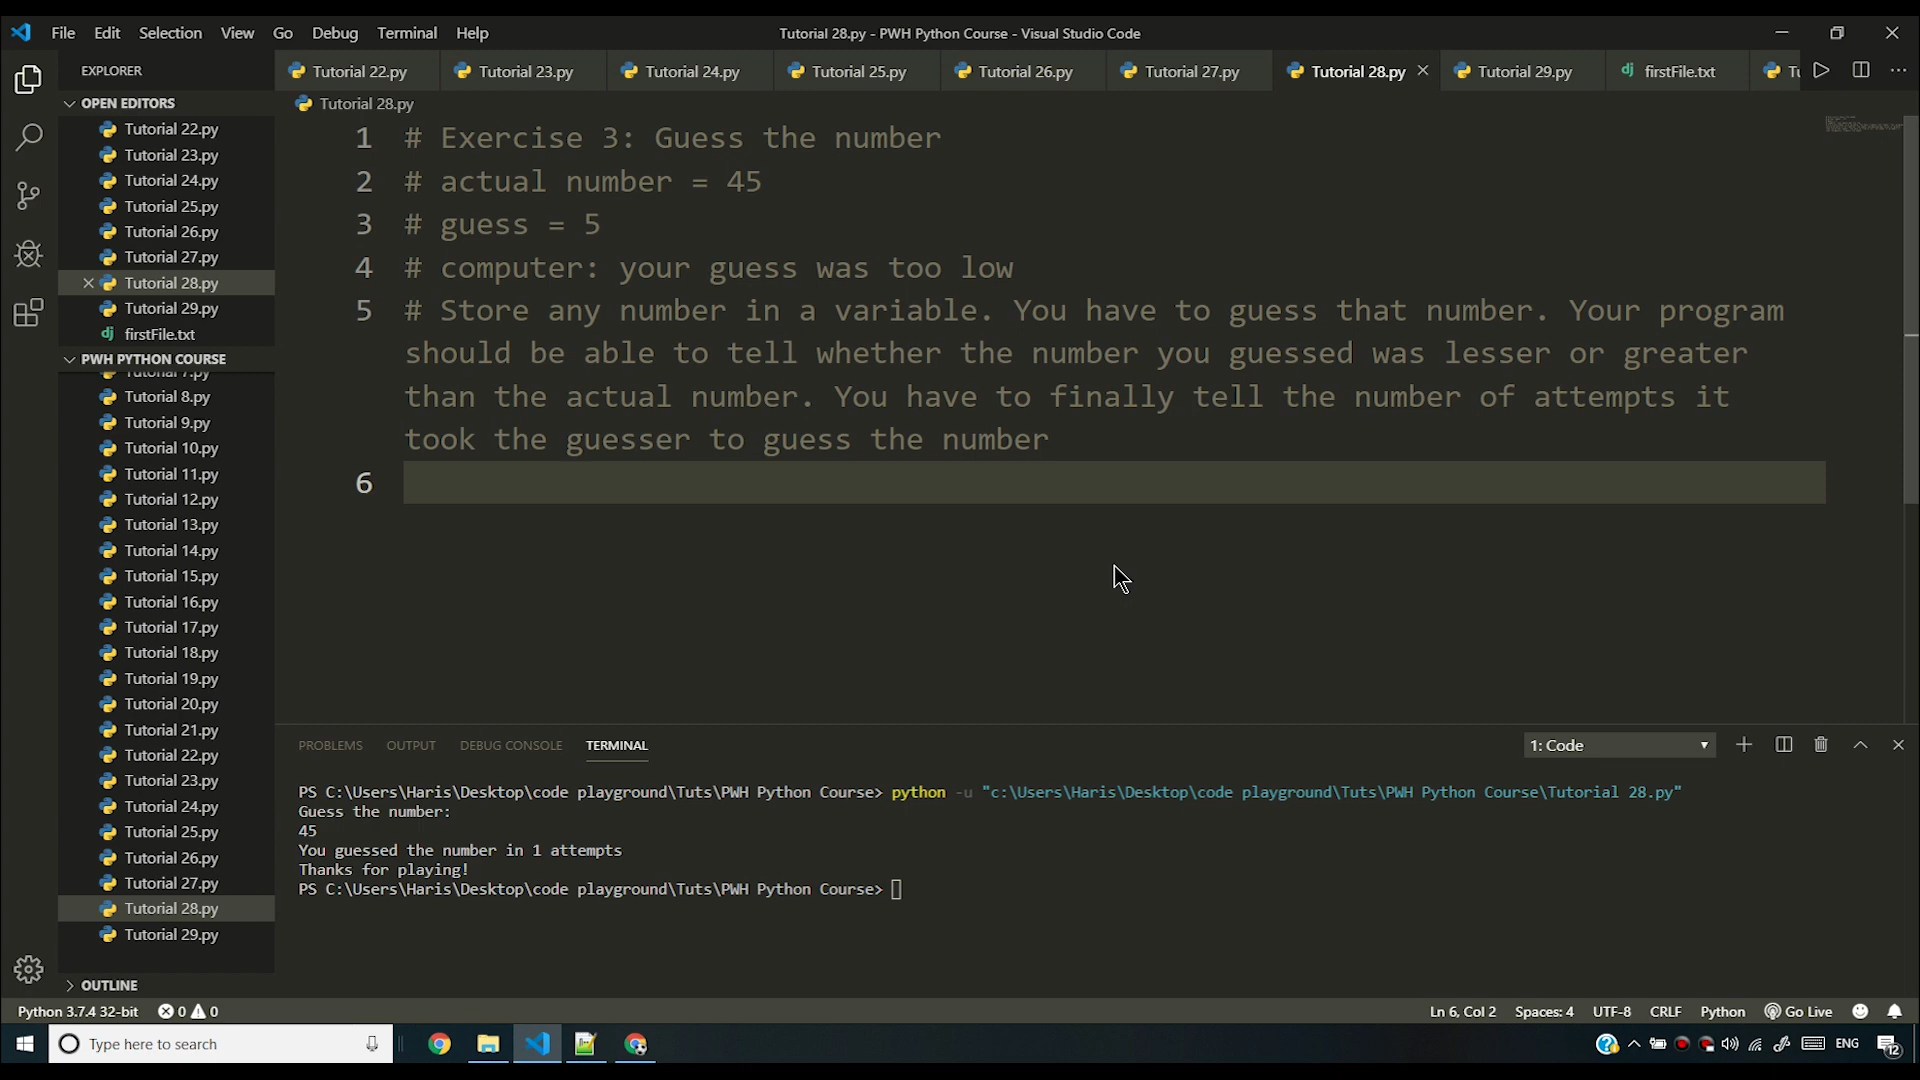 File Edit Selection View Go Debug Terminal Help
Tutorial 28.py - PWH Python Course - Visual Studio Code
EXPLORER
Tutorial 22.py Tutorial 23.py Tutorial 24.py Tutorial 25.py Tutorial 26.py Tutorial 27.py Tutorial 28.py Tutorial 29.py firstFile.txt
OPEN EDITORS
Tutorial 22.py
Tutorial 23.py
Tutorial 24.py
Tutorial 25.py
Tutorial 26.py
Tutorial 27.py
Tutorial 28.py
Tutorial 29.py
dj firstFile.txt
PWH PYTHON COURSE
Tutorial 7.py
Tutorial 8.py
Tutorial 9.py
Tutorial 10.py
Tutorial 11.py
Tutorial 12.py
Tutorial 13.py
Tutorial 14.py
Tutorial 15.py
Tutorial 16.py
Tutorial 17.py
Tutorial 18.py
Tutorial 19.py
Tutorial 20.py
Tutorial 21.py
Tutorial 22.py
Tutorial 23.py
Tutorial 24.py
Tutorial 25.py
Tutorial 26.py
Tutorial 27.py
Tutorial 28.py
Tutorial 29.py
OUTLINE
Tutorial 28.py
1 # Exercise 3: Guess the number
2 # actual number = 45
3 # guess = 5
4 # computer: your guess was too low
5 # Store any number in a variable. You have to guess that number. Your program
should be able to tell whether the number you guessed was lesser or greater
than the actual number. You have to finally tell the number of attempts it
took the guesser to guess the number
6
PROBLEMS OUTPUT DEBUG CONSOLE TERMINAL
1: Code
PS C:\Users\Haris\Desktop\code playground\Tuts\PWH Python Course> python -u "c:\Users\Haris\Desktop\code playground\Tuts\PWH Python Course\Tutorial 28.py"
Guess the number:
45
You guessed the number in 1 attempts
Thanks for playing!
PS C:\Users\Haris\Desktop\code playground\Tuts\PWH Python Course>
Python 3.7.4 32-bit 0 0
Ln 6, Col 2 Spaces: 4 UTF-8 CRLF Python Go Live
Type here to search
ENG
12